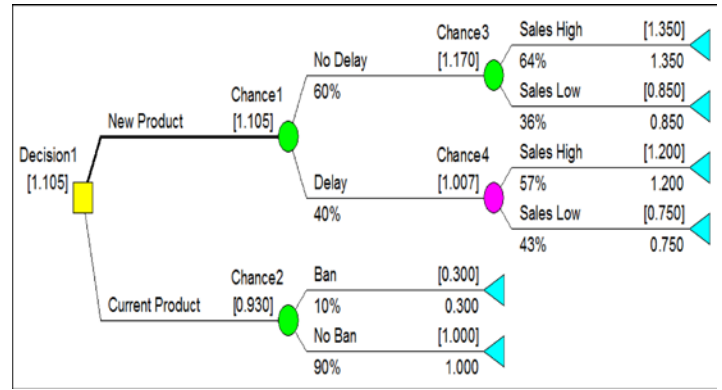 Chance3
[1.170]
Sales High [1.350]
64% 1.350
Sales Low [0.850]
36% 0.850
No Delay
60%
Chance1
[1.105]
New Product
Decision1
[1.105]
Chance4
[1.007]
Sales High [1.200]
57% 1.200
Sales Low [0.750]
43% 0.750
Delay
40%
Current Product
Chance2
[0.930]
Ban [0.300]
10% 0.300
No Ban [1.000]
90% 1.000